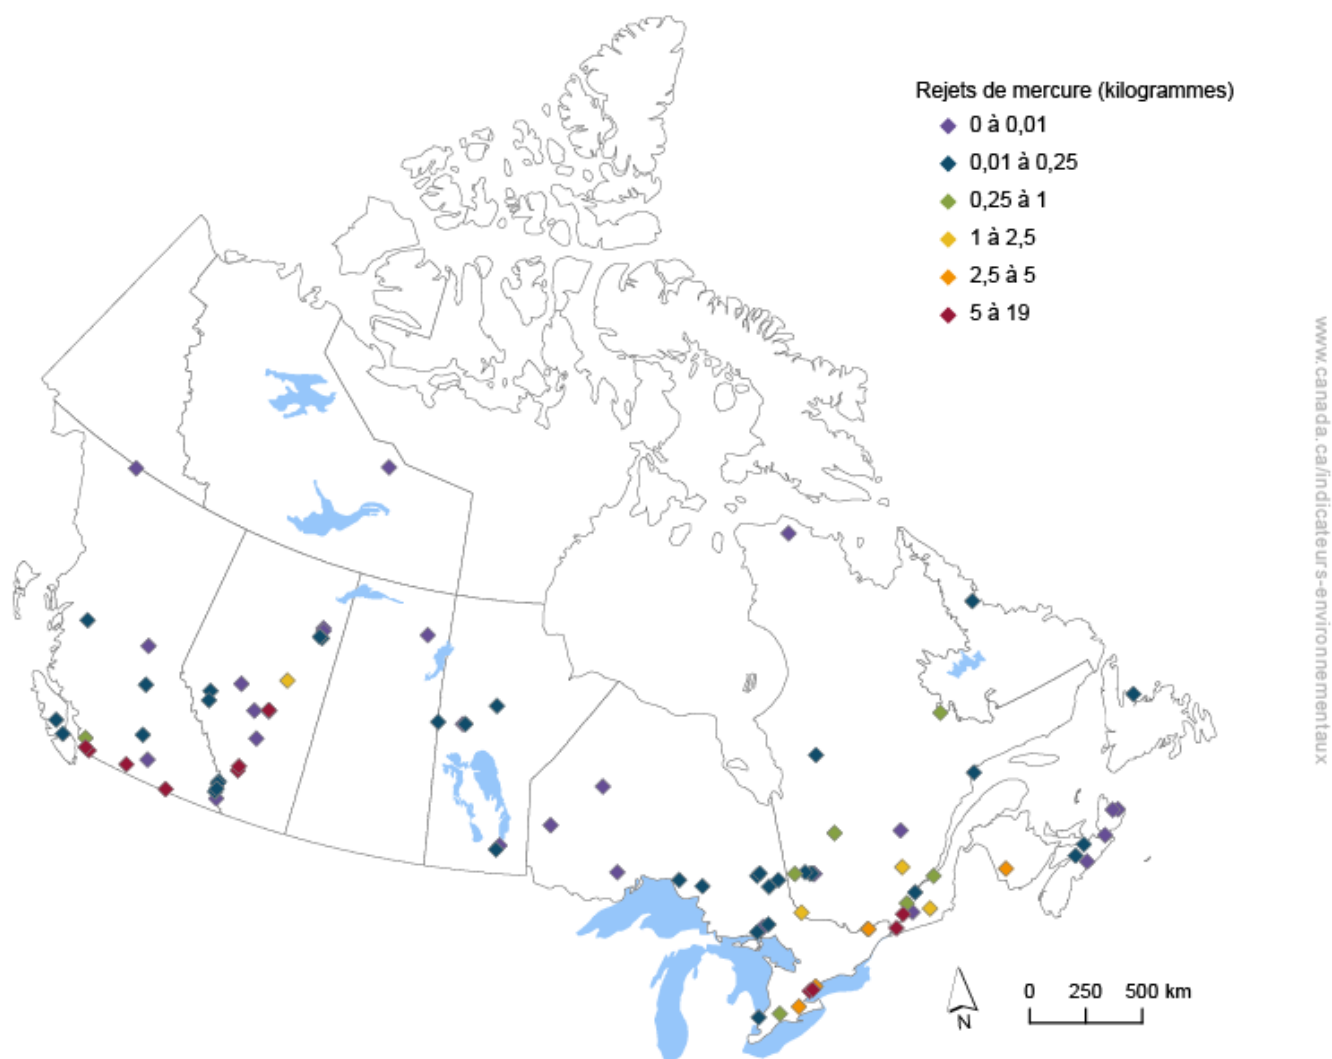 Rejets de mercure (kilogrammes)
0 à 0,01
0,01 à 0,25
0,25 à 1
1 à 2,5
2,5 à 5
5 à 19
www.canada.ca/indicateurs-environnementaux
N
0 250 500 km